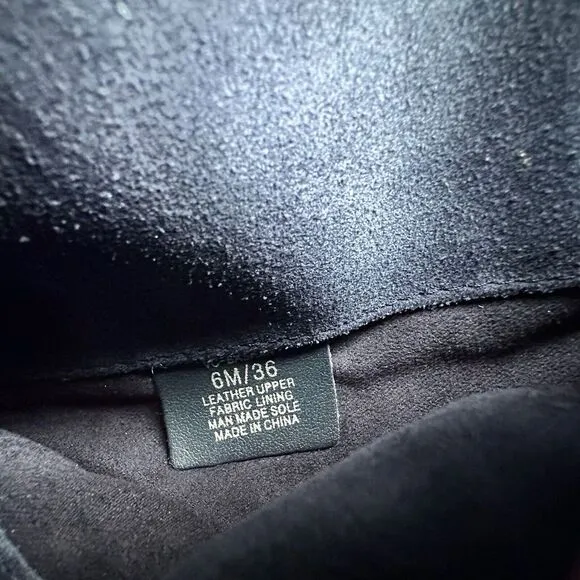 6M/36
LEATHER UPPER
FABRIC LINING
MAN MADE SOLE
MADE IN CHINA